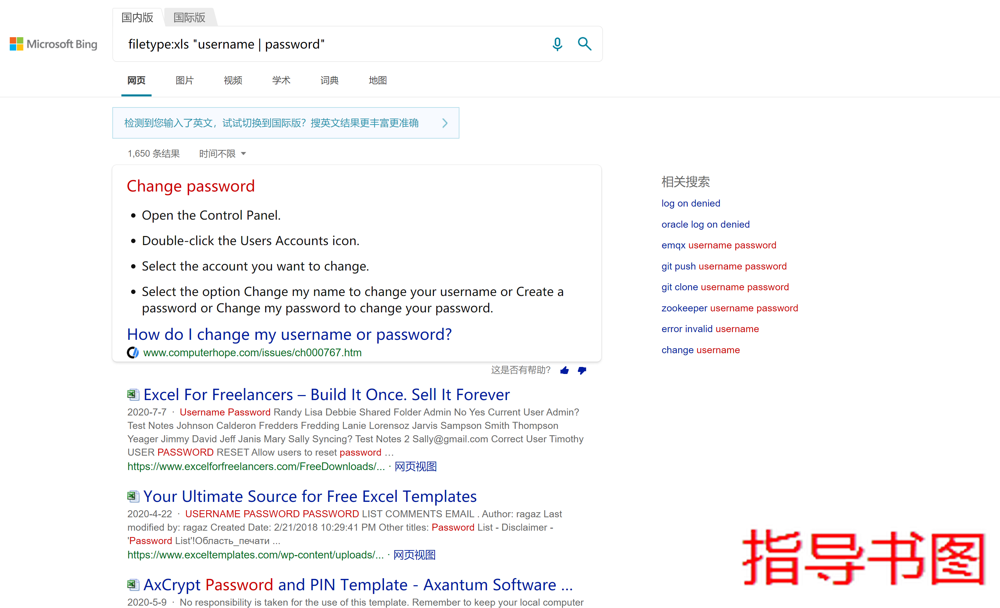 国内版 国际版
Microsoft Bing
filetype:xls "username | password"
网页 图片 视频 学术 词典 地图
检测到您输入了英文，试试切换到国际版？搜英文结果更丰富更准确
1,650 条结果 时间不限
Change password
• Open the Control Panel.
• Double-click the Users Accounts icon.
• Select the account you want to change.
• Select the option Change my name to change your username or Create a
password or Change my password to change your password.
How do I change my username or password?
www.computerhope.com/issues/ch000767.htm
这是否有帮助?
Excel For Freelancers – Build It Once. Sell It Forever
2020-7-7 · Username Password Randy Lisa Debbie Shared Folder Admin No Yes Current User Admin?
Test Notes Johnson Calderon Fredders Fredding Lanie Lorensoz Jarvis Sampson Smith Thompson
Yeager Jimmy David Jeff Janis Mary Sally Syncing? Test Notes 2 Sally@gmail.com Correct User Timothy
USER PASSWORD RESET Allow users to reset password …
https://www.excelforfreelancers.com/FreeDownloads/... · 网页视图
Your Ultimate Source for Free Excel Templates
2020-4-22 · USERNAME PASSWORD PASSWORD LIST COMMENTS EMAIL . Author: ragaz Last
modified by: ragaz Created Date: 2/21/2018 10:29:41 PM Other titles: Password List - Disclaimer -
'Password List'!Область_печати ...
https://www.exceltemplates.com/wp-content/uploads/... · 网页视图
AxCrypt Password and PIN Template - Axantum Software ...
2020-5-9 · No responsibility is taken for the use of this template. Remember to keep your local computer
相关搜索
log on denied
oracle log on denied
emqx username password
git push username password
git clone username password
zookeeper username password
error invalid username
change username
指导书图